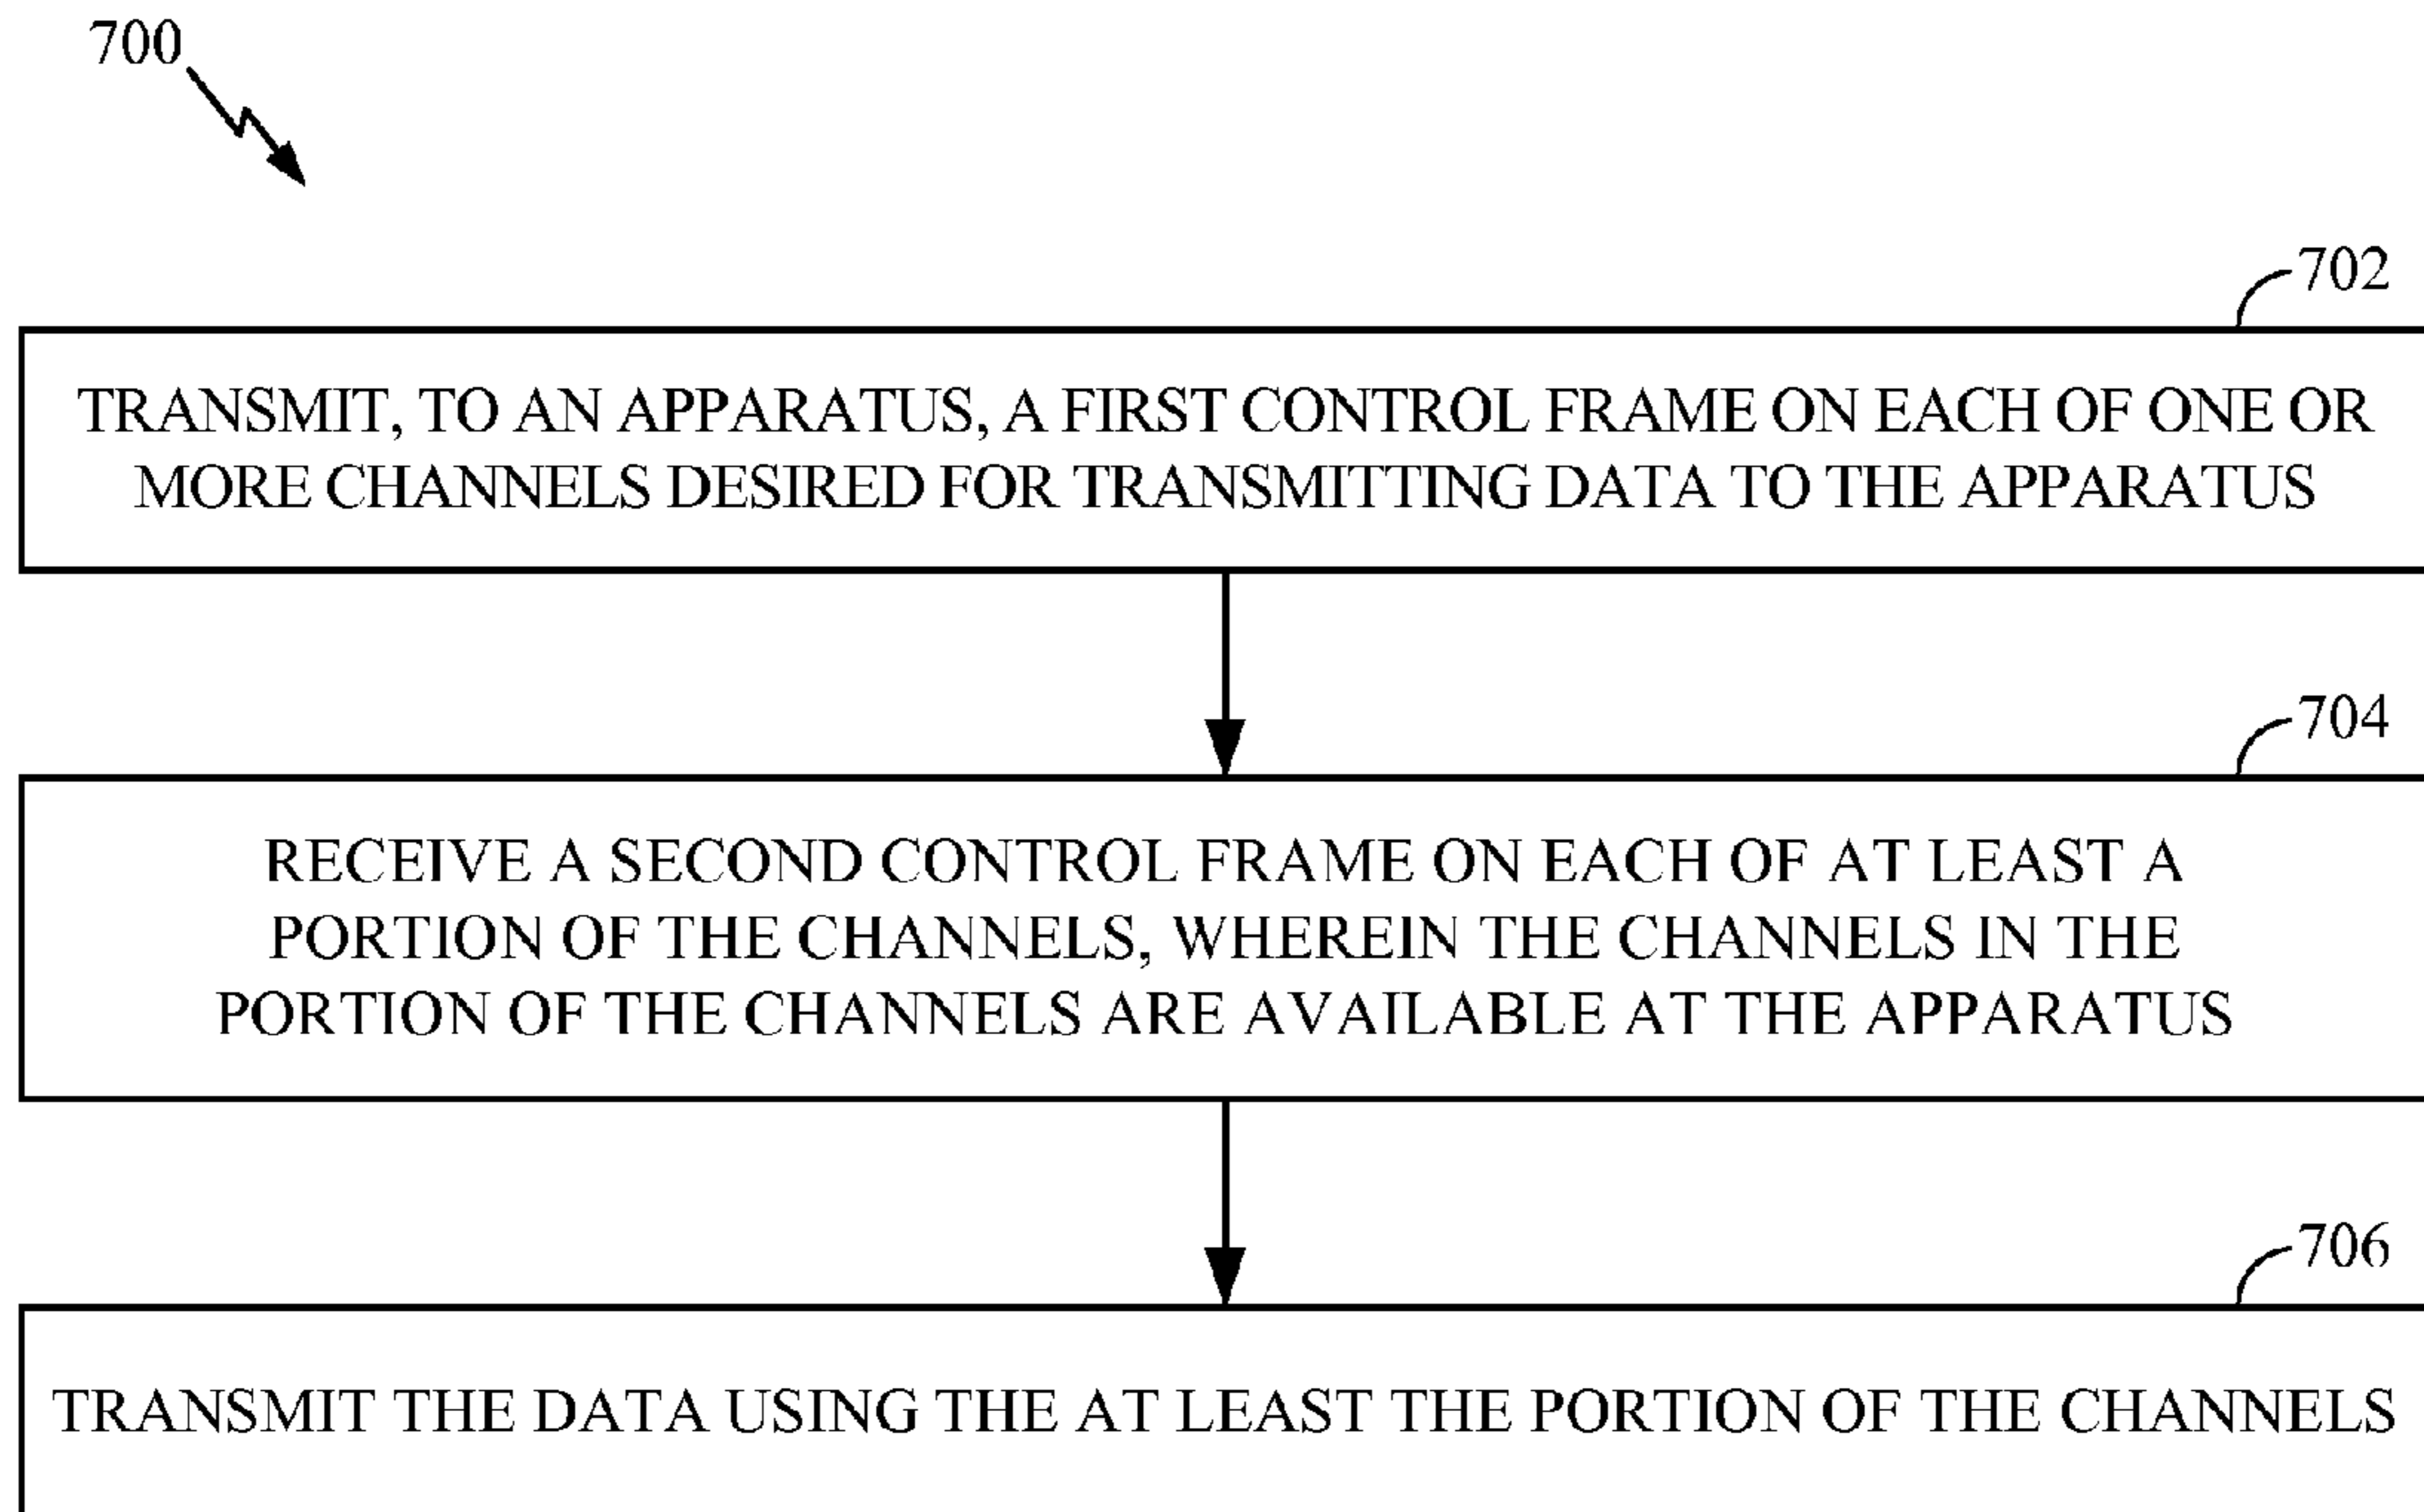 700
702
TRANSMIT, TO AN APPARATUS, A FIRST CONTROL FRAME ON EACH OF ONE OR
MORE CHANNELS DESIRED FOR TRANSMITTING DATA TO THE APPARATUS
704
RECEIVE A SECOND CONTROL FRAME ON EACH OF AT LEAST A
PORTION OF THE CHANNELS, WHEREIN THE CHANNELS IN THE
PORTION OF THE CHANNELS ARE AVAILABLE AT THE APPARATUS
706
TRANSMIT THE DATA USING THE AT LEAST THE PORTION OF THE CHANNELS